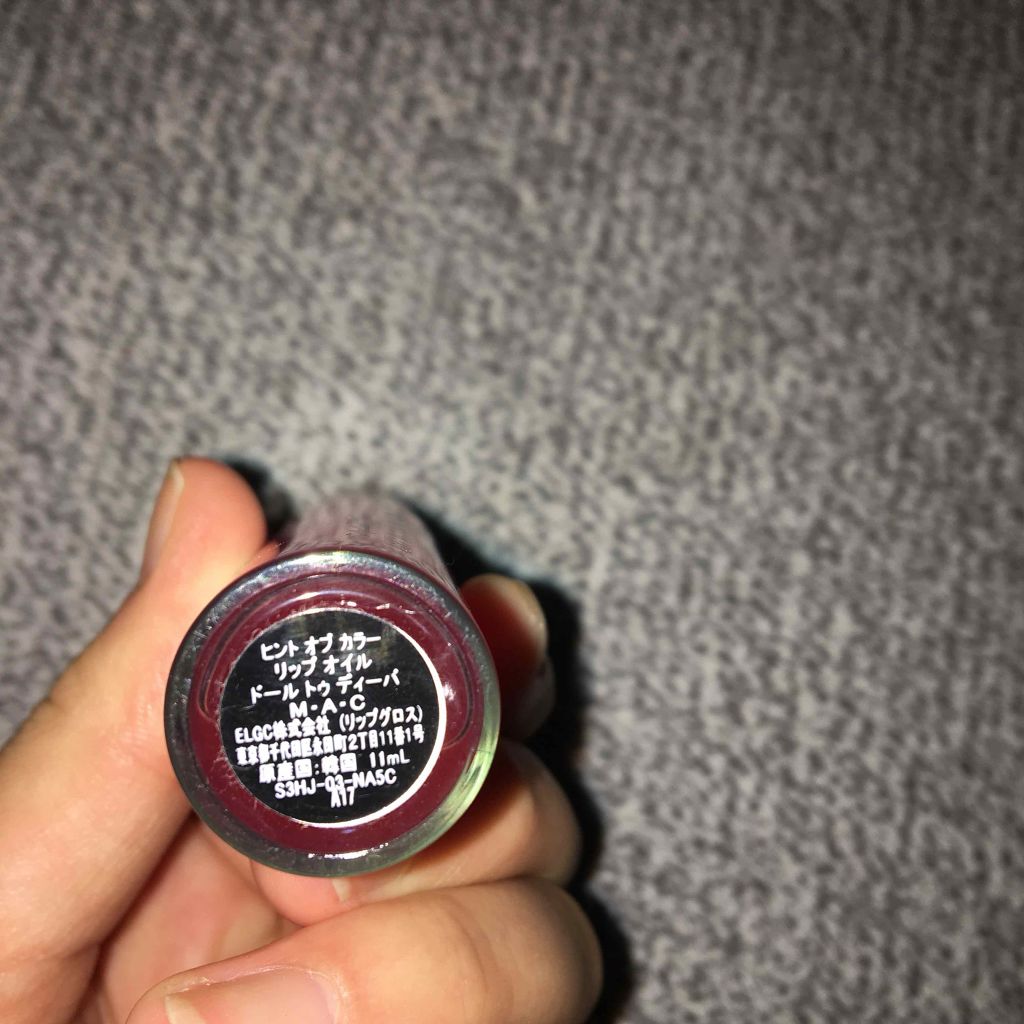 ヒント オブ カラー
リップ オイル
ドール トゥ ディーバ
M・A・C
ELGC株式会社 (リップグロス)
東京都千代田区永田町2丁目11番1号
原産国:韓国 11mL
S3HJ-03-NA5C
A17